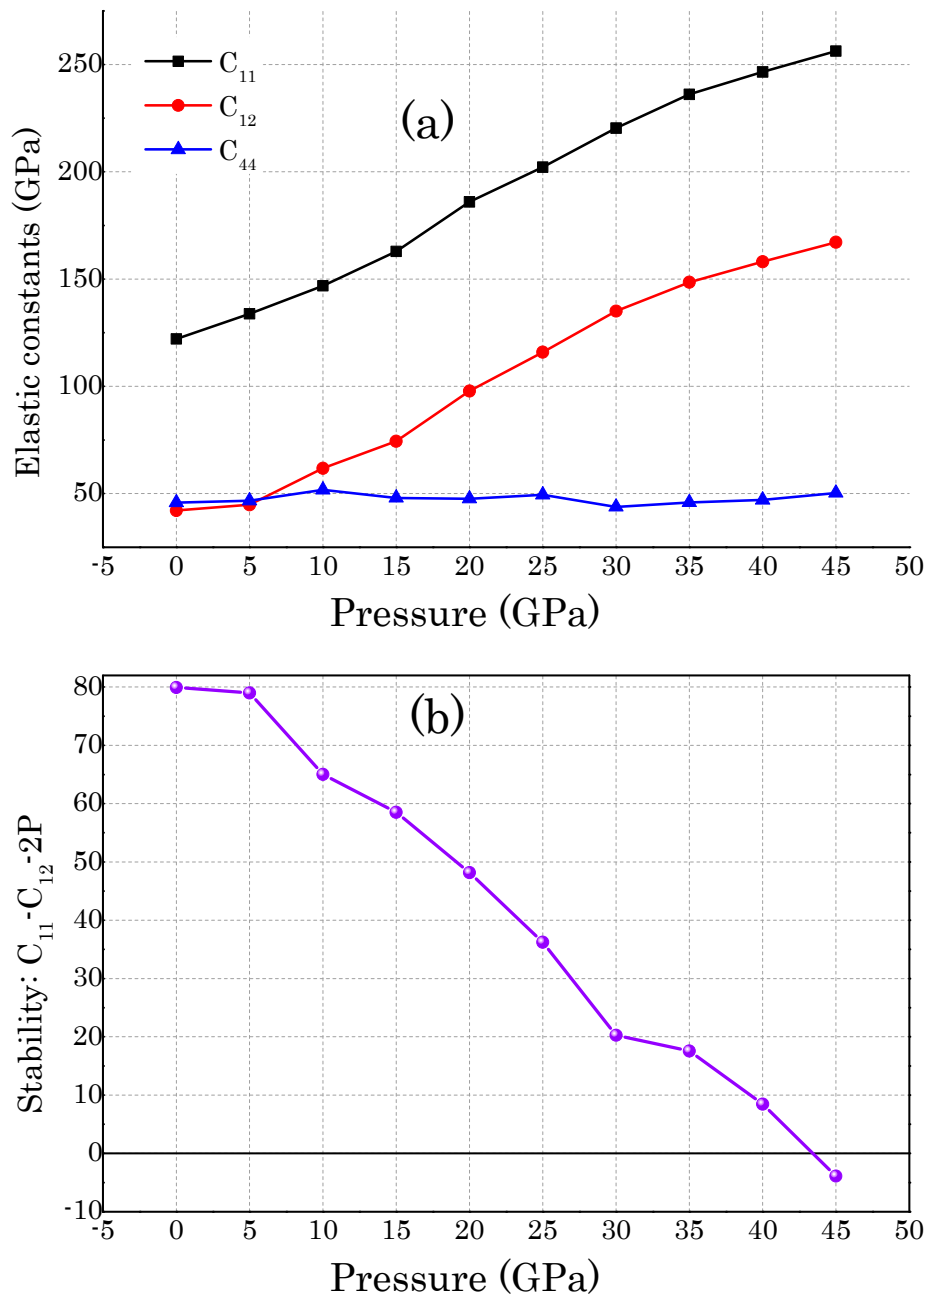 (a)
C11
C12
C44
Elastic constants (GPa)
250
200
150
100
50
-5 0 5 10 15 20 25 30 35 40 45 50
Pressure (GPa)
(b)
Stability: C11-C12-2P
80
70
60
50
40
30
20
10
0
-10
-5 0 5 10 15 20 25 30 35 40 45 50
Pressure (GPa)